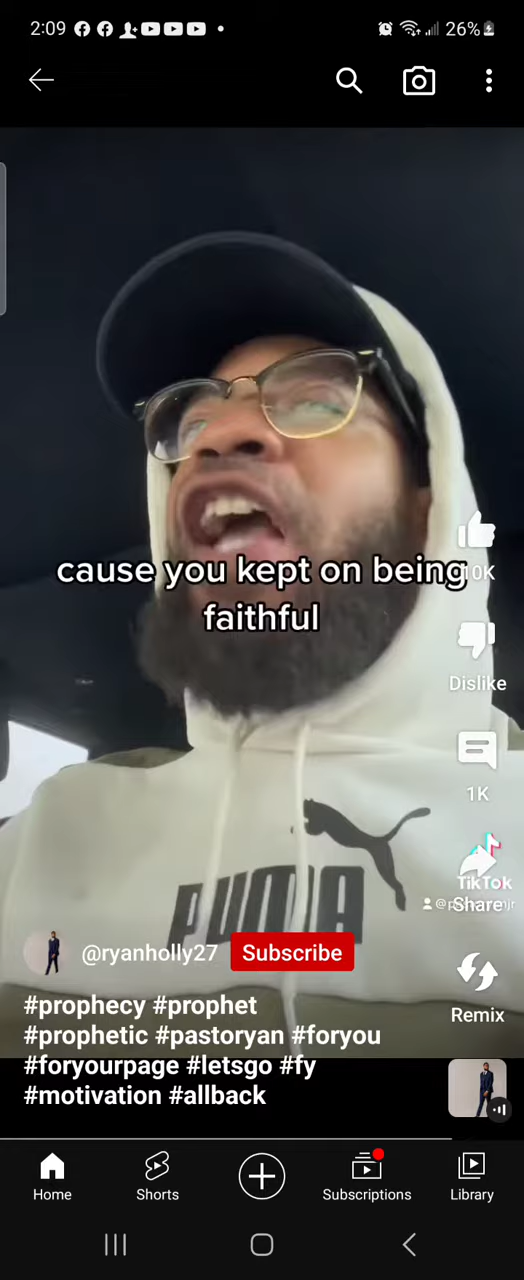 2:09
26%
cause you kept on being
faithful
10K
Dislike
1K
TikTok
Share
PUMA
@ryanholly27
Subscribe
#prophecy #prophet
#prophetic #pastoryan #foryou
#foryourpage #letsgo #fy
#motivation #allback
Remix
Home
Shorts
Subscriptions
Library